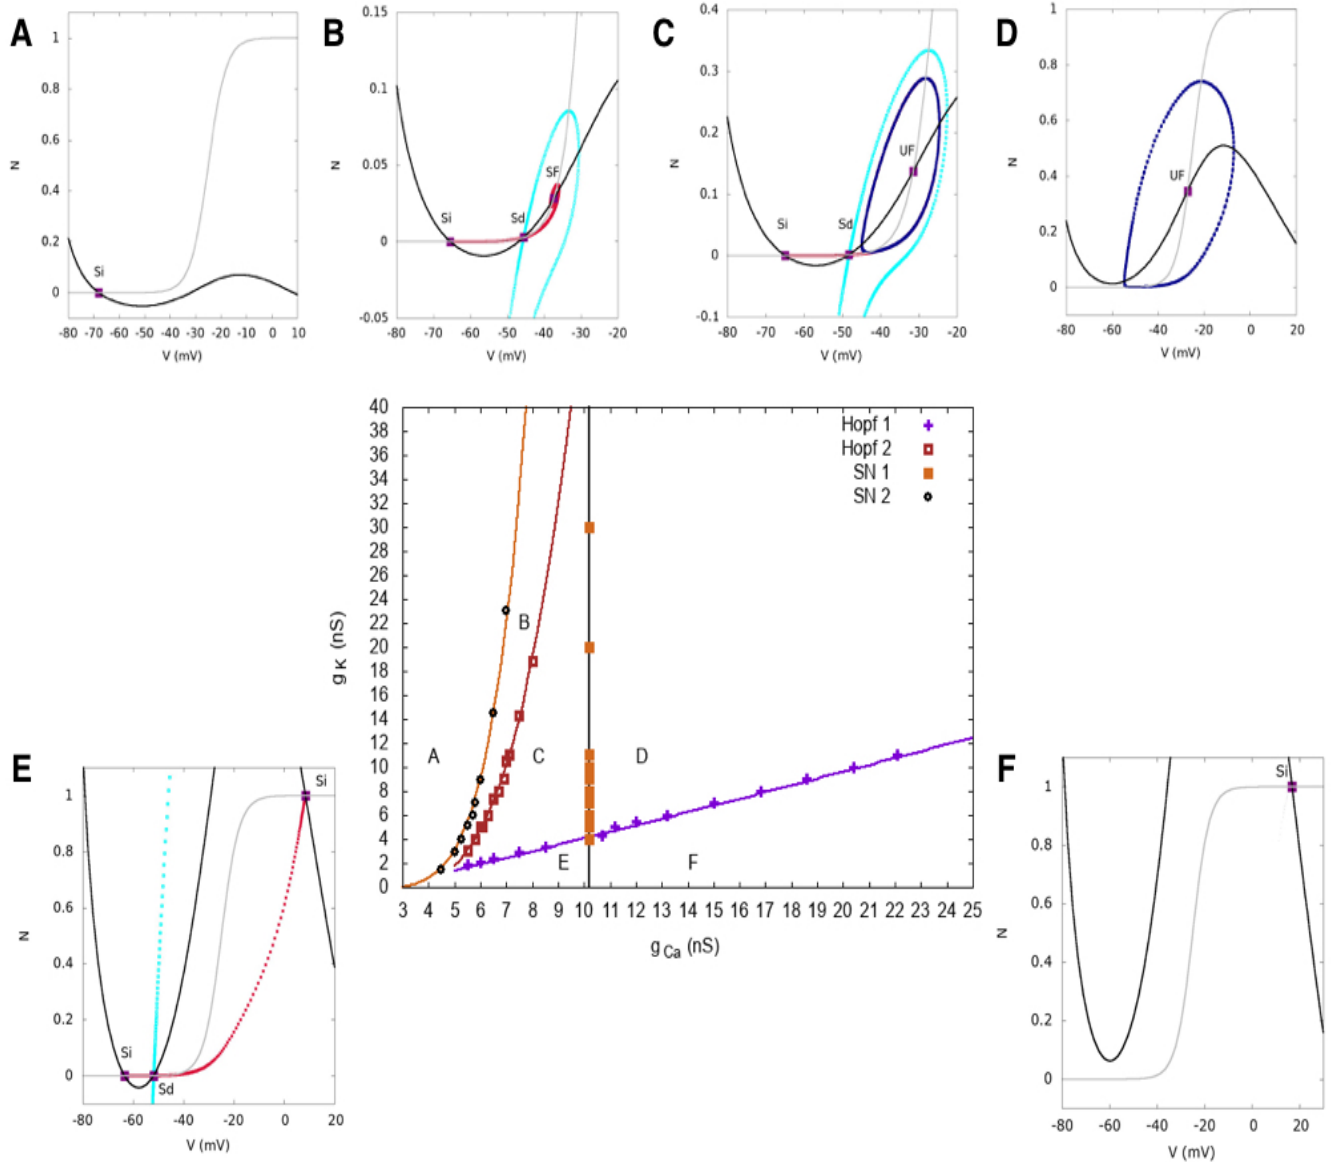 A
1
0.8
0.6
0.4
0.2
0
N
Si
-80 -70 -60 -50 -40 -30 -20 -10 0 10
V (mV)
B
0.15
0.1
0.05
0
-0.05
N
Si
Sd
SF
-80 -70 -60 -50 -40 -30 -20
V (mV)
C
0.4
0.3
0.2
0.1
0
-0.1
N
Si
Sd
UF
-80 -70 -60 -50 -40 -30 -20
V (mV)
D
1
0.8
0.6
0.4
0.2
0
N
UF
-80 -60 -40 -20 0 20
V (mV)
40
38
36
34
32
30
28
26
24
22
20
18
16
14
12
10
8
6
4
2
0
g K (nS)
Hopf 1
Hopf 2
SN 1
SN 2
B
A
C
D
E
F
3 4 5 6 7 8 9 10 11 12 13 14 15 16 17 18 19 20 21 22 23 24 25
g Ca (nS)
E
1
0.8
0.6
0.4
0.2
0
N
Si
Si
Sd
-80 -60 -40 -20 0 20
V (mV)
F
1
0.8
0.6
0.4
0.2
0
N
Si
-80 -60 -40 -20 0 20
V (mV)